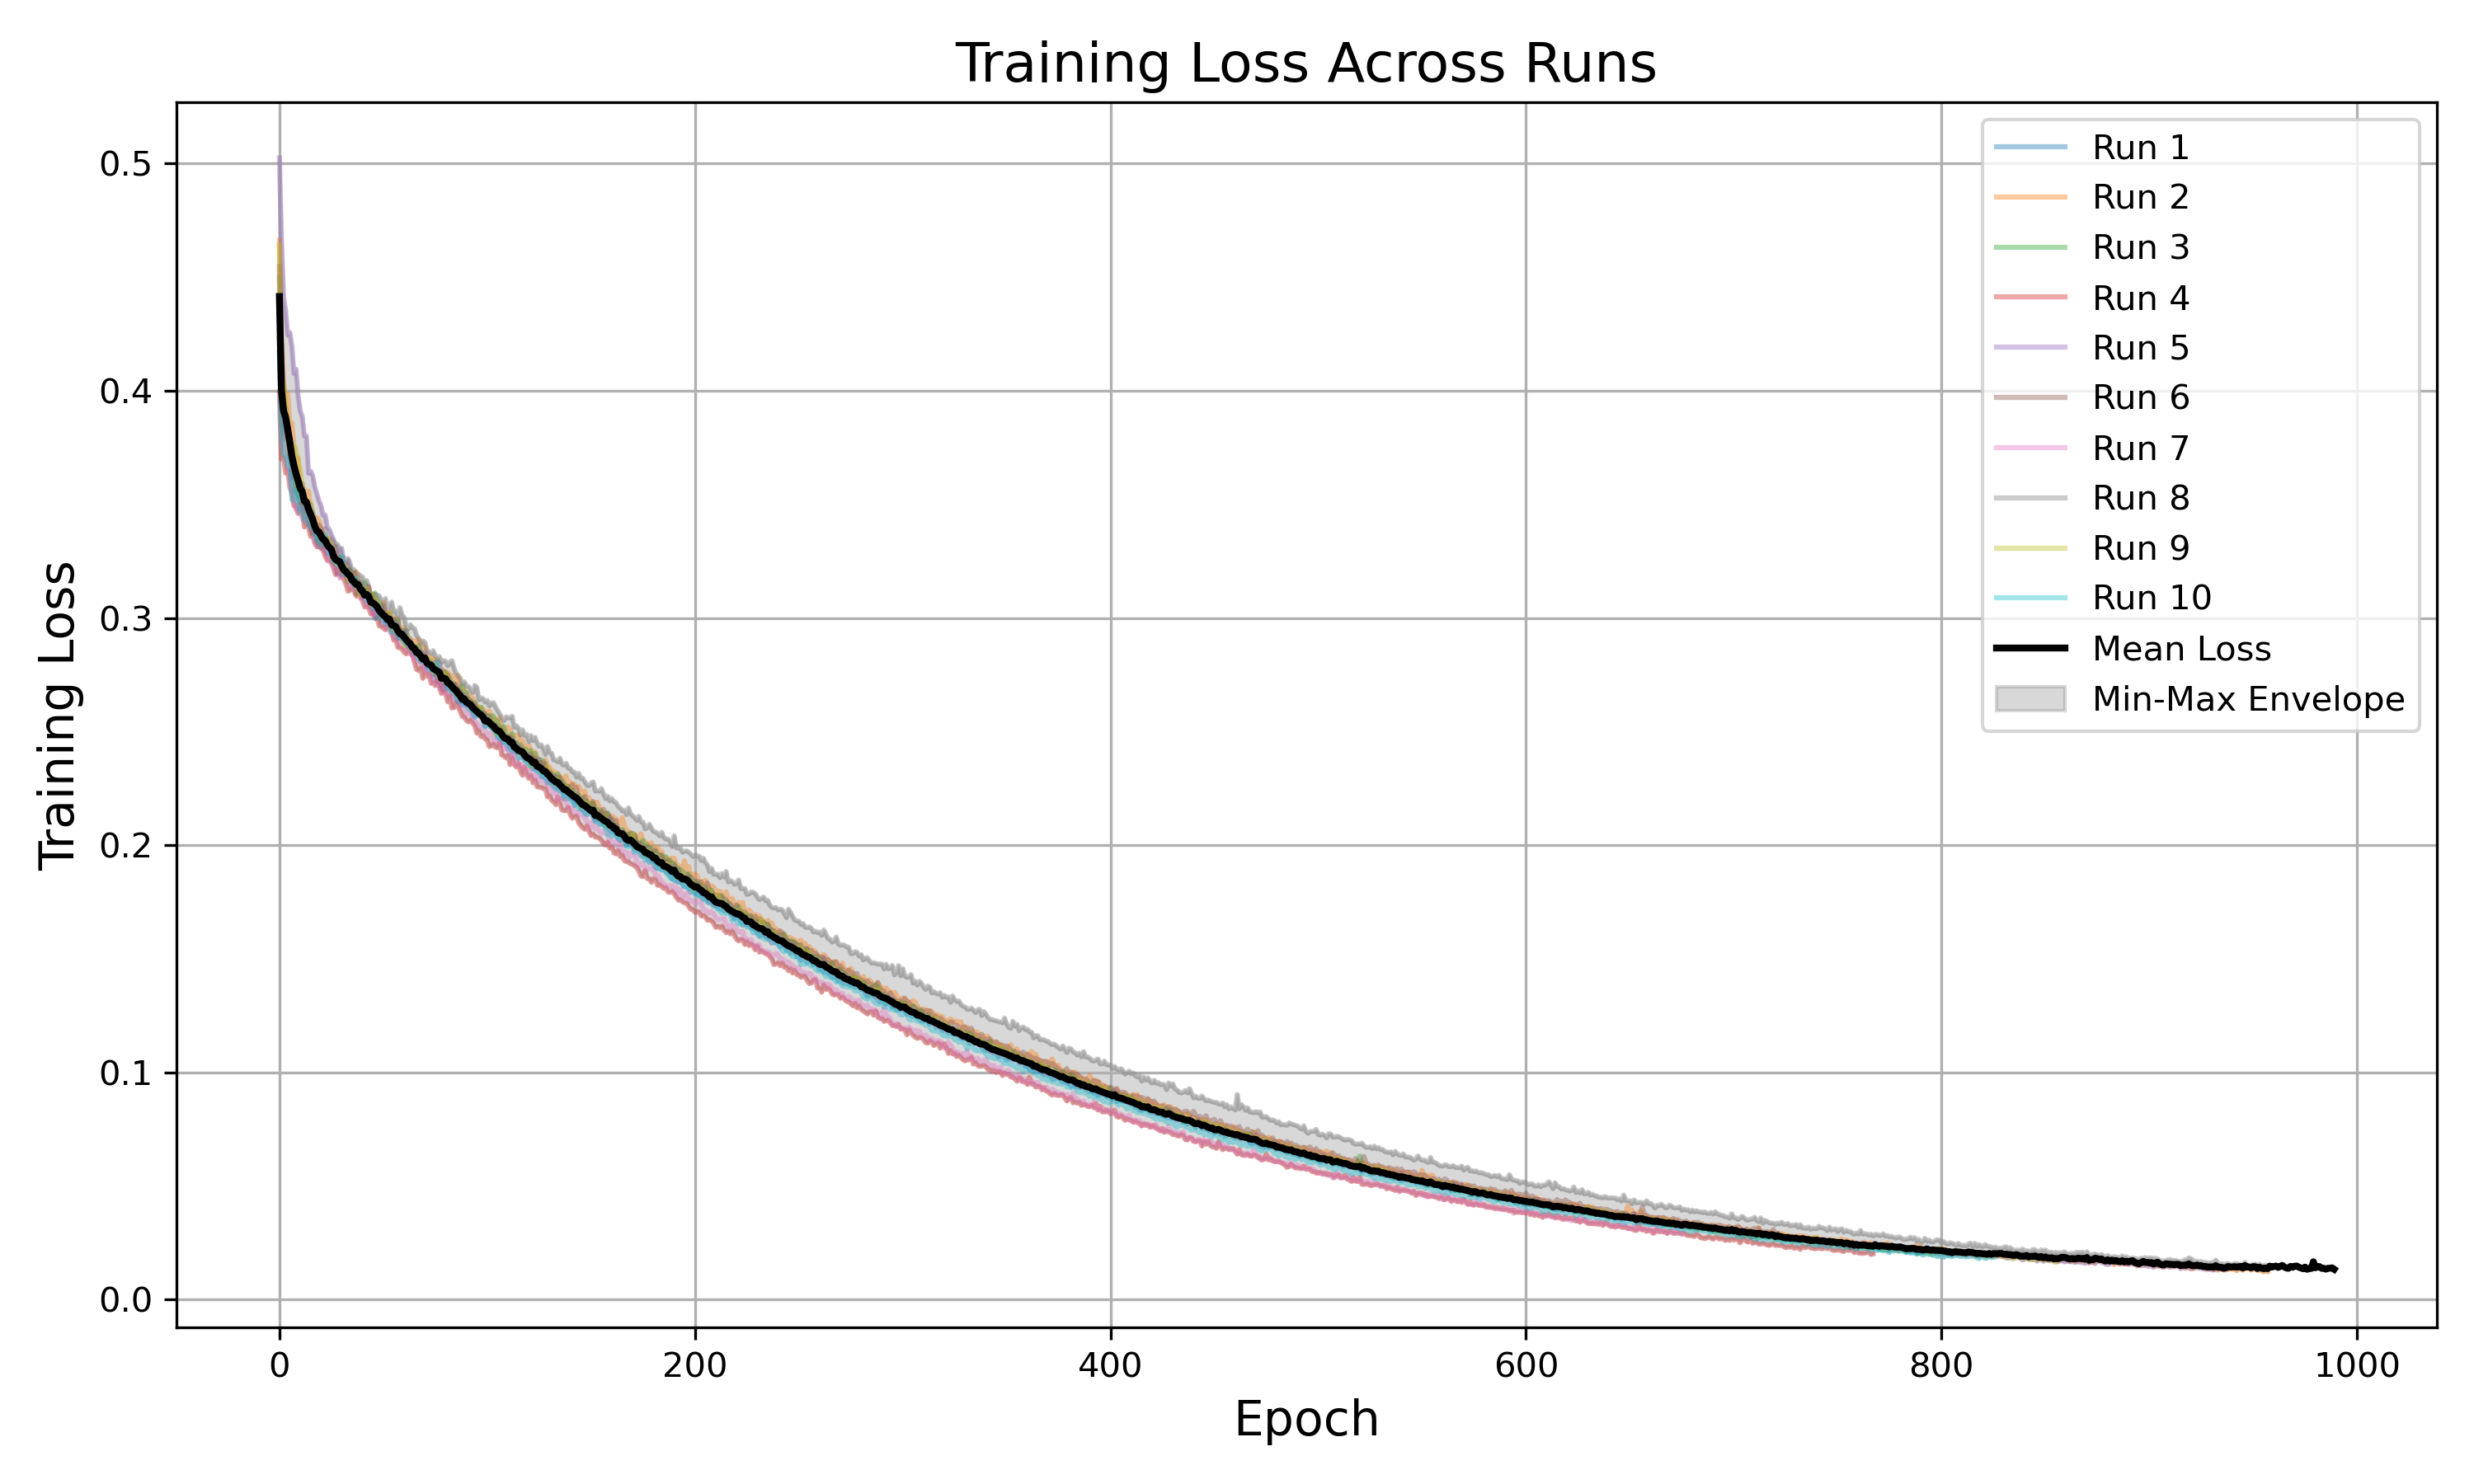 Training Loss Across Runs
Training Loss
0.5
0.4
0.3
0.2
0.1
0.0
0
200
400
600
800
1000
Epoch
Run 1
Run 2
Run 3
Run 4
Run 5
Run 6
Run 7
Run 8
Run 9
Run 10
Mean Loss
Min-Max Envelope